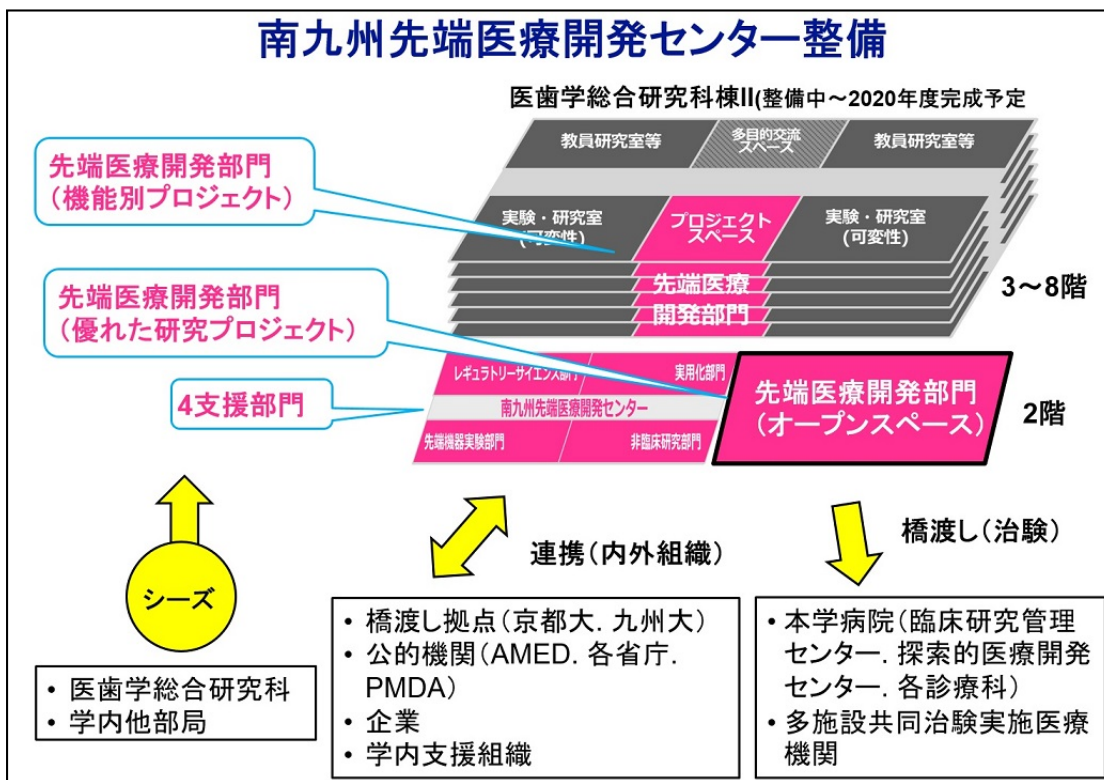 南九州先端医療開発センター整備
医歯学総合研究科棟II(整備中～2020年度完成予定
教員研究室等
多目的交流
スペース
教員研究室等
先端医療開発部門
(機能別プロジェクト)
実験・研究室
(可変性)
プロジェクト
スペース
実験・研究室
(可変性)
先端医療
開発部門
3～8階
先端医療開発部門
(優れた研究プロジェクト)
レギュラトリーサイエンス部門
実用化部門
4支援部門
南九州先端医療開発センター
先端機器実験部門
非臨床研究部門
先端医療開発部門
(オープンスペース)
2階
シーズ
連携(内外組織)
橋渡し(治験)
・医歯学総合研究科
・学内他部局
・橋渡し拠点(京都大. 九州大)
・公的機関(AMED. 各省庁.
PMDA)
・企業
・学内支援組織
・本学病院(臨床研究管理
センター. 探索的医療開発
センター. 各診療科)
・多施設共同治験実施医療
機関